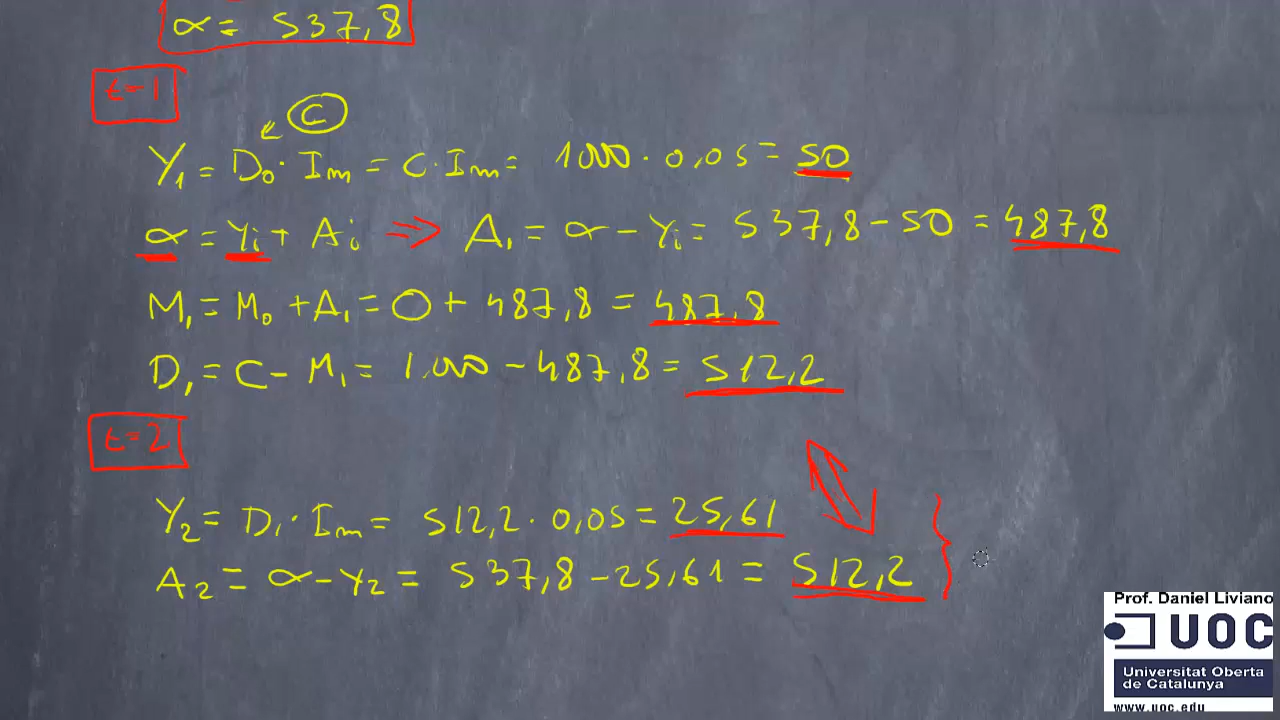 α = 537,8
t=1
C
Y₁ = D₀ · Im = C · Im = 1000 · 0,05 = 50
α = Yi + Ai ⇒ A₁ = α - Yi = 537,8 - 50 = 487,8
M₁ = M₀ + A₁ = 0 + 487,8 = 487,8
D₁ = C - M₁ = 1.000 - 487,8 = 512,2
t=2
Y₂ = D₁ · Im = 512,2 · 0,05 = 25,61
A₂ = α - Y₂ = 537,8 - 25,61 = 512,2
Prof. Daniel Liviano
UOC
Universitat Oberta
de Catalunya
www.uoc.edu